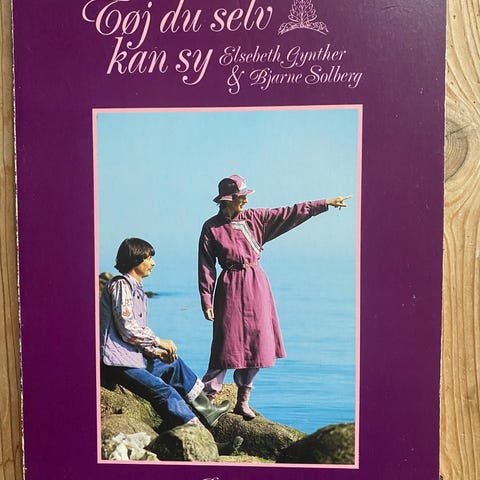 Tøj du selv
kan sy
Elsebeth Gynther
& Bjarne Solberg